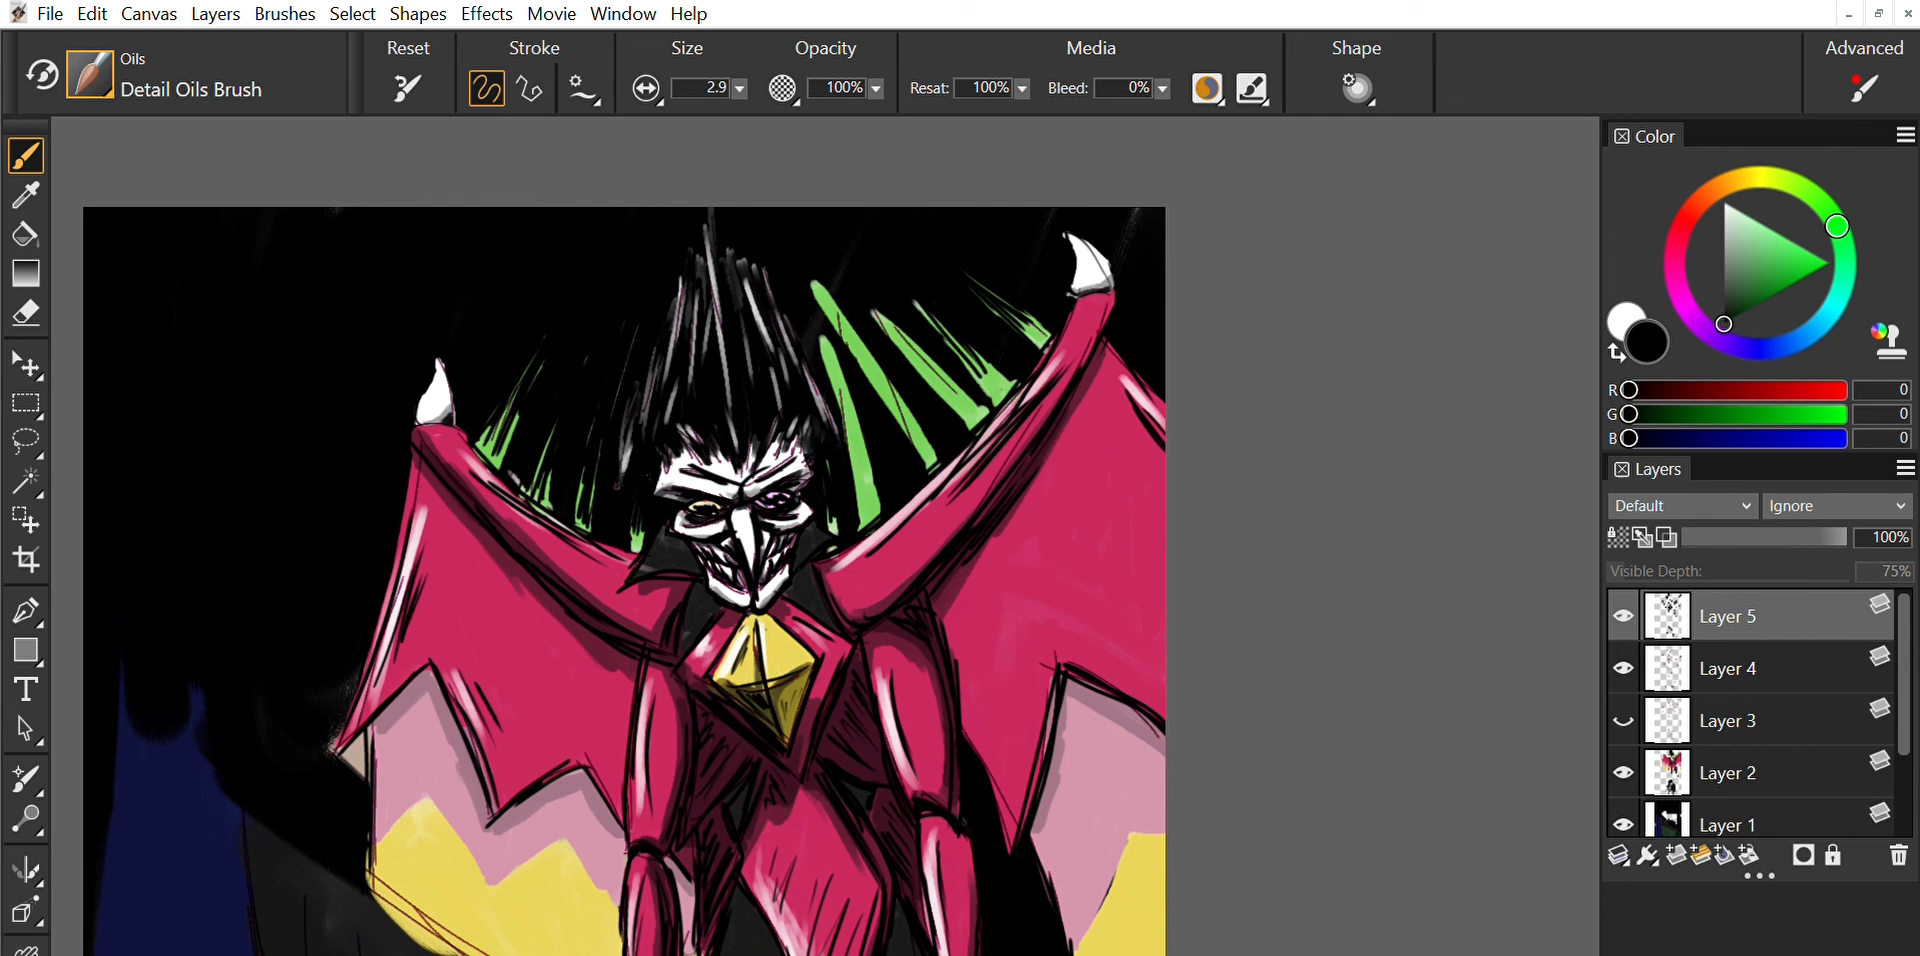 File Edit Canvas Layers Brushes Select Shapes Effects Movie Window Help
Oils
Detail Oils Brush
Reset
Stroke
Size
2.9
Opacity
100%
Media
Resat: 100% Bleed: 0%
Shape
Advanced
Color
R 0
G 0
B 0
Layers
Default Ignore
100%
Visible Depth: 75%
Layer 5
Layer 4
Layer 3
Layer 2
Layer 1